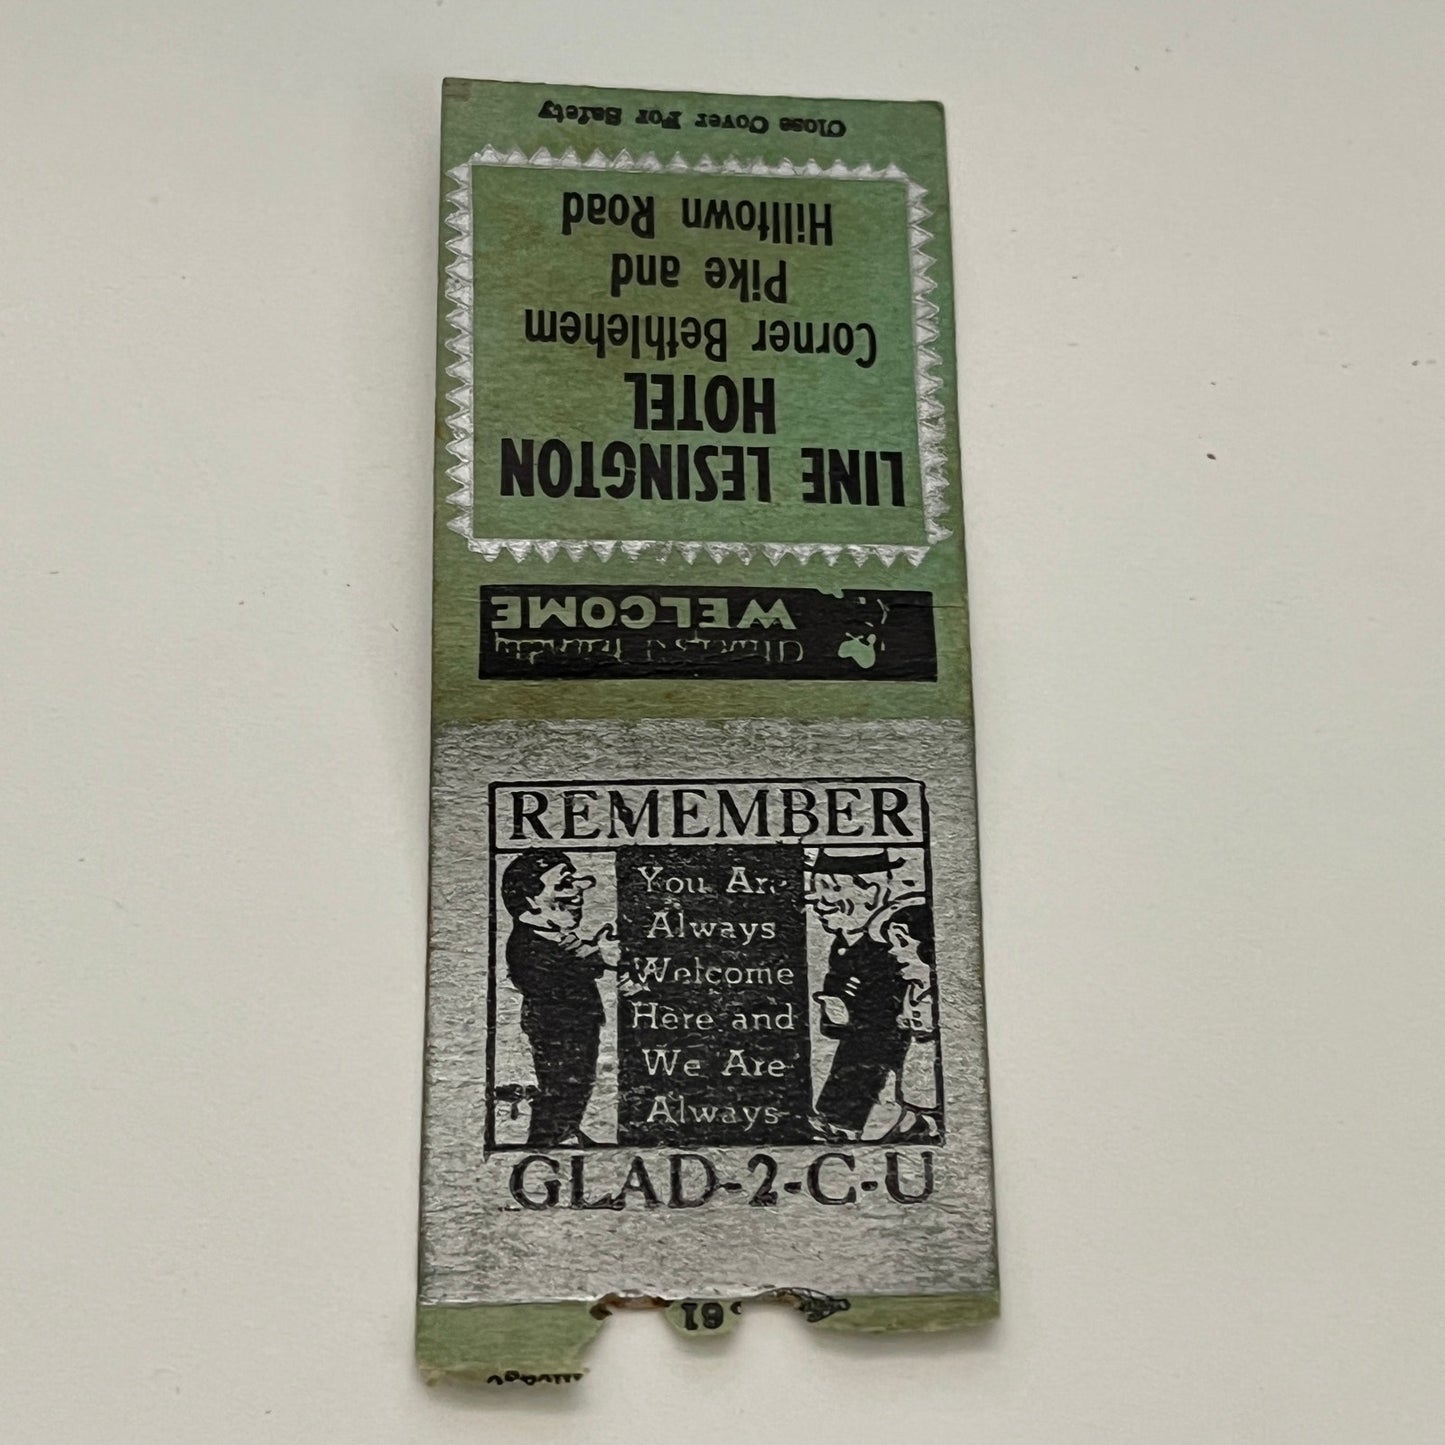 Close Cover For Safety
LINE LESINGTON
HOTEL
Corner Bethlehem
Pike and
Hilltown Road
Always
WELCOME
REMEMBER
You Are
Always
Welcome
Here and
We Are
Always
GLAD-2-C-U